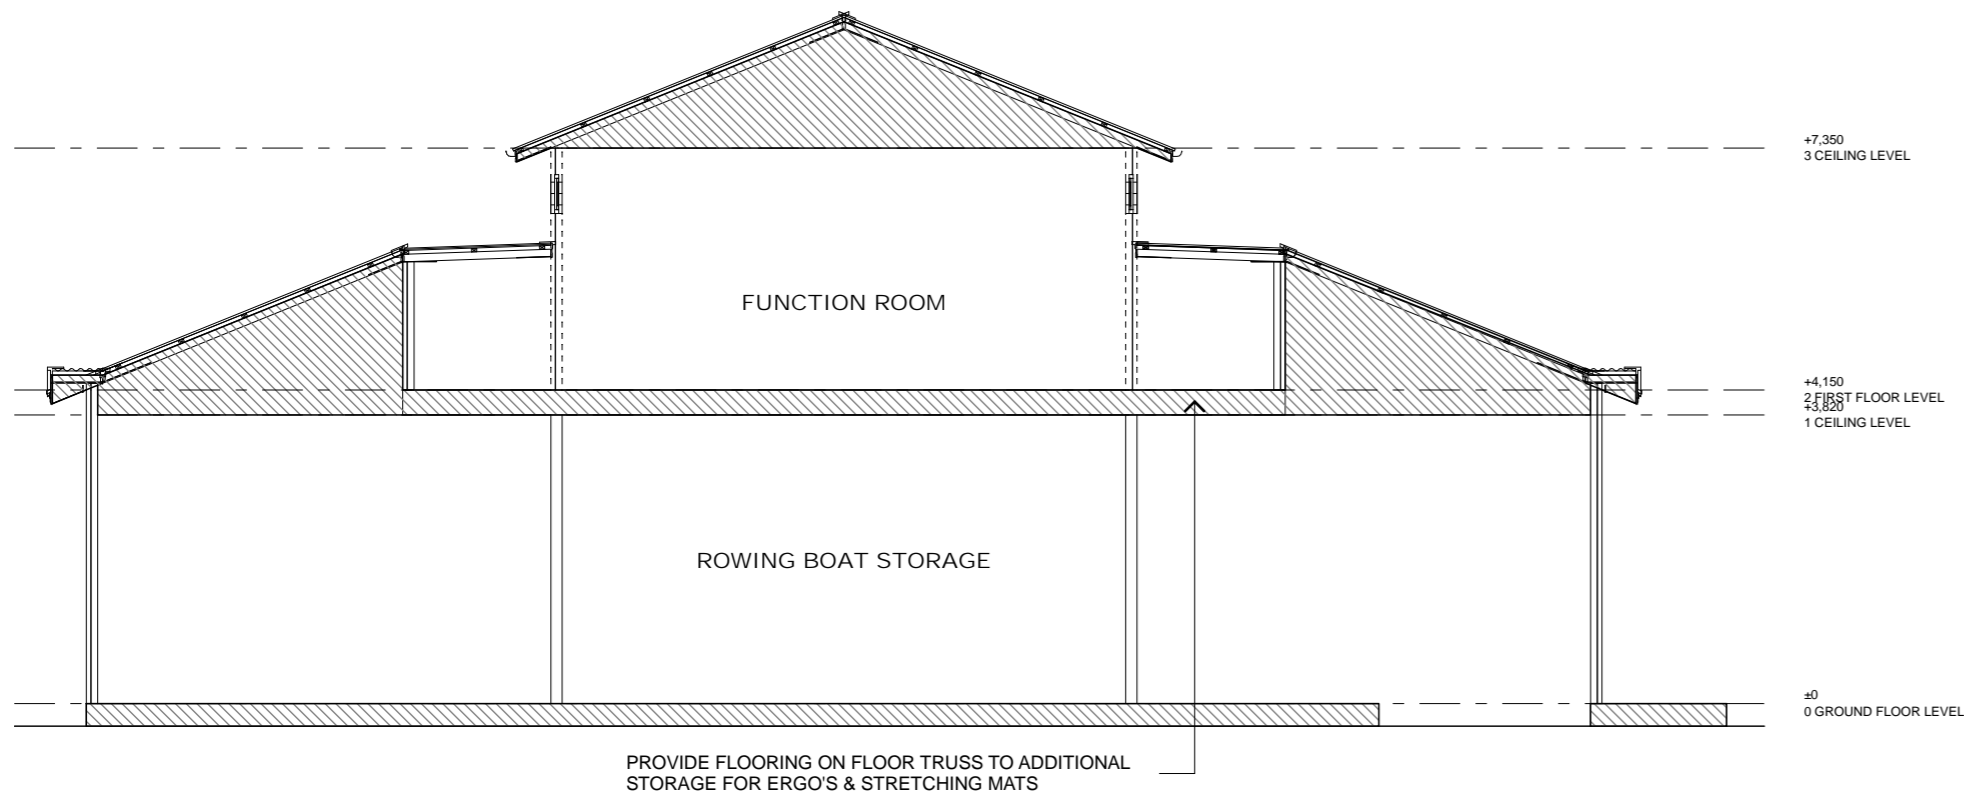 +7,350
3 CEILING LEVEL
FUNCTION ROOM
+4,150
2 FIRST FLOOR LEVEL
+3,820
1 CEILING LEVEL
ROWING BOAT STORAGE
±0
0 GROUND FLOOR LEVEL
PROVIDE FLOORING ON FLOOR TRUSS TO ADDITIONAL
STORAGE FOR ERGO'S & STRETCHING MATS